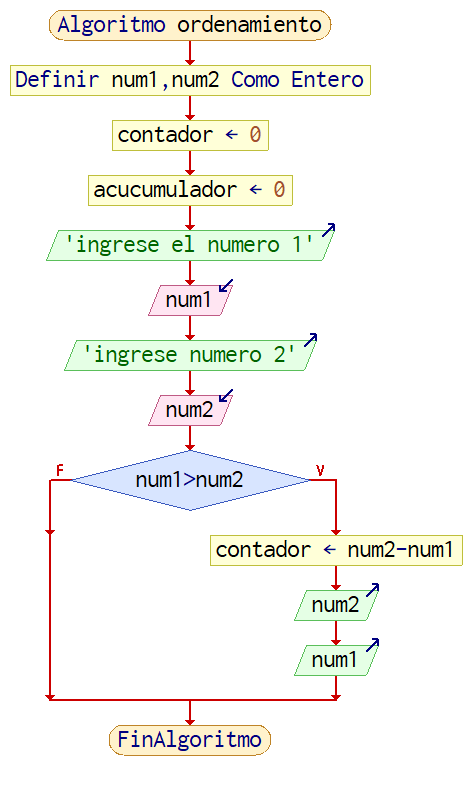 Algoritmo ordenamiento
Definir num1,num2 Como Entero
contador ← 0
acucumulador ← 0
'ingrese el numero 1'
num1
'ingrese numero 2'
num2
F
V
num1>num2
contador ← num2-num1
num2
num1
FinAlgoritmo